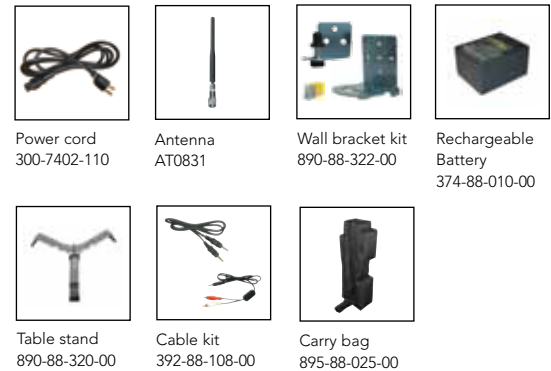 Power cord
300-7402-110
Antenna
AT0831
Wall bracket kit
890-88-322-00
Rechargeable
Battery
374-88-010-00
Table stand
890-88-320-00
Cable kit
392-88-108-00
Carry bag
895-88-025-00